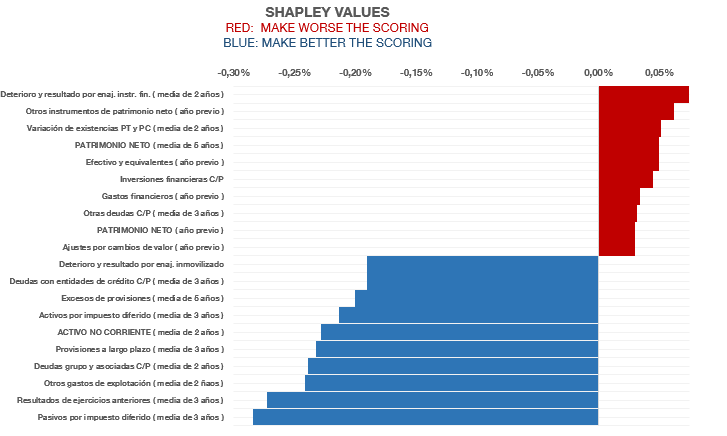 SHAPLEY VALUES
RED:  MAKE WORSE THE SCORING
BLUE: MAKE BETTER THE SCORING
-0,30% -0,25% -0,20% -0,15% -0,10% -0,05% 0,00% 0,05%
Deterioro y resultado por enaj. instr. fin. ( media de 2 años )
Otros instrumentos de patrimonio neto ( año previo )
Variación de existencias PT y PC ( media de 2 años )
PATRIMONIO NETO ( media de 5 años )
Efectivo y equivalentes ( año previo )
Inversiones financieras C/P
Gastos financieros ( año previo )
Otras deudas C/P ( media de 3 años )
PATRIMONIO NETO ( año previo )
Ajustes por cambios de valor ( año previo )
Deterioro y resultado por enaj. inmovilizado
Deudas con entidades de crédito C/P ( media de 3 años )
Excesos de provisiones ( media de 5 años )
Activos por impuesto diferido ( media de 3 años )
ACTIVO NO CORRIENTE ( media de 2 años )
Provisiones a largo plazo ( media de 3 años )
Deudas grupo y asociadas C/P ( media de 2 años )
Otros gastos de explotación ( media de 2 ñaos )
Resultados de ejercicios anteriores ( media de 3 años )
Pasivos por impuesto diferido ( media de 3 años )